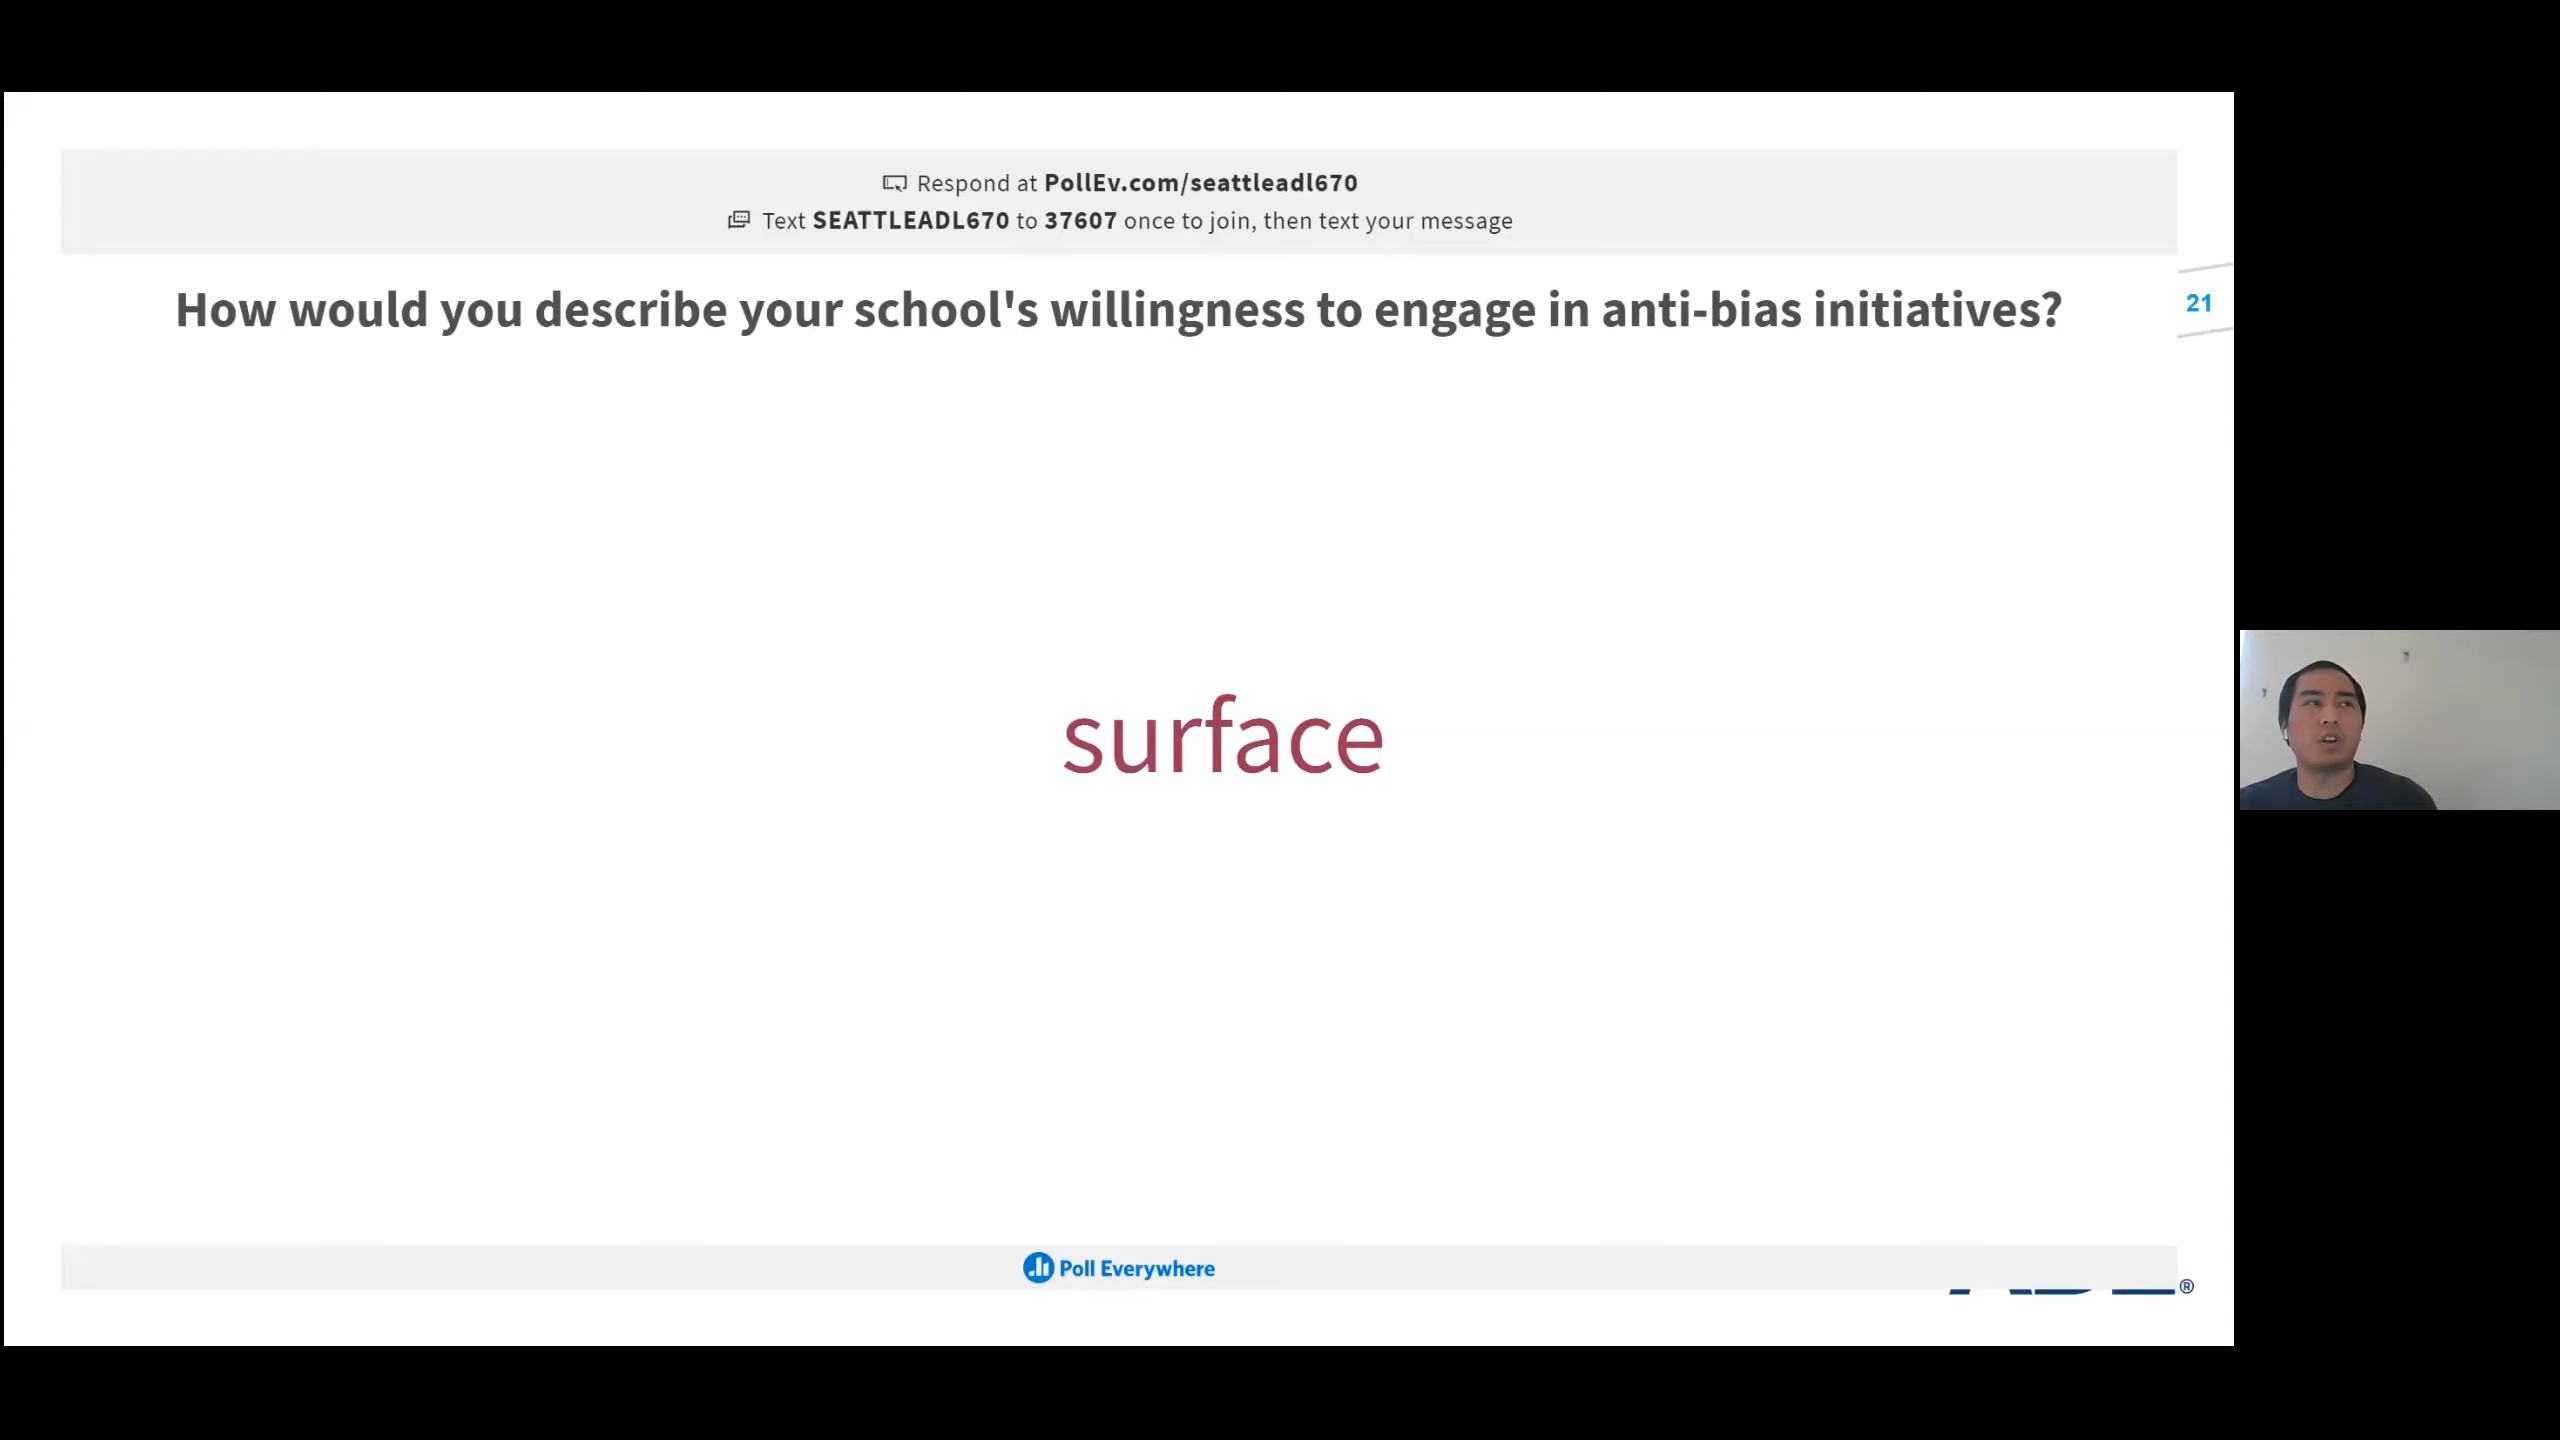 Respond at PollEv.com/seattleadl670
Text SEATTLEADL670 to 37607 once to join, then text your message
How would you describe your school's willingness to engage in anti-bias initiatives?
21
surface
Poll Everywhere
®